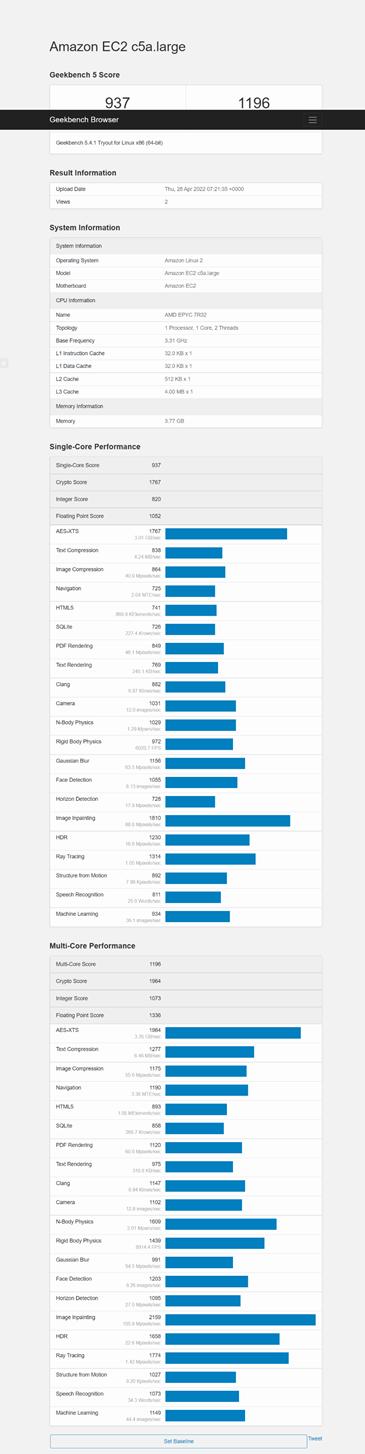 Amazon EC2 c5a.large
Geekbench 5 Score
937 1196
Geekbench Browser
Geekbench 5.4.1 Tryout for Linux x86 (64-bit)
Result Information
Upload Date Thu, 28 Apr 2022 07:21:35 +0000
Views 2
System Information
System Information
Operating System Amazon Linux 2
Model Amazon EC2 c5a.large
Motherboard Amazon EC2
CPU Information
Name AMD EPYC 7R32
Topology 1 Processor, 1 Core, 2 Threads
Base Frequency 3.31 GHz
L1 Instruction Cache 32.0 KB x 1
L1 Data Cache 32.0 KB x 1
L2 Cache 512 KB x 1
L3 Cache 4.00 MB x 1
Memory Information
Memory 3.77 GB
Single-Core Performance
Single-Core Score 937
Crypto Score 1767
Integer Score 820
Floating Point Score 1052
AES-XTS 1767
3.01 GB/sec
Text Compression 838
4.24 MB/sec
Image Compression 864
40.9 Mpixels/sec
Navigation 725
2.04 MTE/sec
HTML5 741
KElements/sec
SQLite 726
227.4 Krows/sec
PDF Rendering 849
46.1 Mpixels/sec
Text Rendering 769
245.1 KB/sec
Clang 882
6.87 Klines/sec
Camera 1031
12.0 images/sec
N-Body Physics 1029
1.29 Mpairs/sec
Rigid Body Physics 972
FPS
Gaussian Blur 1156
63.5 Mpixels/sec
Face Detection 1055
8.13 images/sec
Horizon Detection 728
17.9 Mpixels/sec
Image Inpainting 1810
88.8 Mpixels/sec
HDR 1230
16.8 Mpixels/sec
Ray Tracing 1314
1.05 Mpixels/sec
Structure from Motion 892
7.99 Kpixels/sec
Speech Recognition 811
25.9 Words/sec
Machine Learning 934
36.1 images/sec
Multi-Core Performance
Multi-Core Score 1196
Crypto Score 1964
Integer Score 1073
Floating Point Score 1336
AES-XTS 1964
3.35 GB/sec
Text Compression 1277
6.46 MB/sec
Image Compression 1175
55.6 Mpixels/sec
Navigation 1190
3.36 MTE/sec
HTML5 893
1.05 MElements/sec
SQLite 858
Krows/sec
PDF Rendering 1120
60.8 Mpixels/sec
Text Rendering 975
310.8 KB/sec
Clang 1147
8.94 Klines/sec
Camera 1102
12.8 images/sec
N-Body Physics 1609
2.01 Mpairs/sec
Rigid Body Physics 1439
8914.4 FPS
Gaussian Blur 991
54.5 Mpixels/sec
Face Detection 1203
9.26 images/sec
Horizon Detection 1095
27.0 Mpixels/sec
Image Inpainting 2159
105.9 Mpixels/sec
HDR 1658
22.6 Mpixels/sec
Ray Tracing 1774
1.42 Mpixels/sec
Structure from Motion 1027
9.20 Kpixels/sec
Speech Recognition 1073
34.3 Words/sec
Machine Learning 1149
44.4 images/sec
Set Baseline Tweet